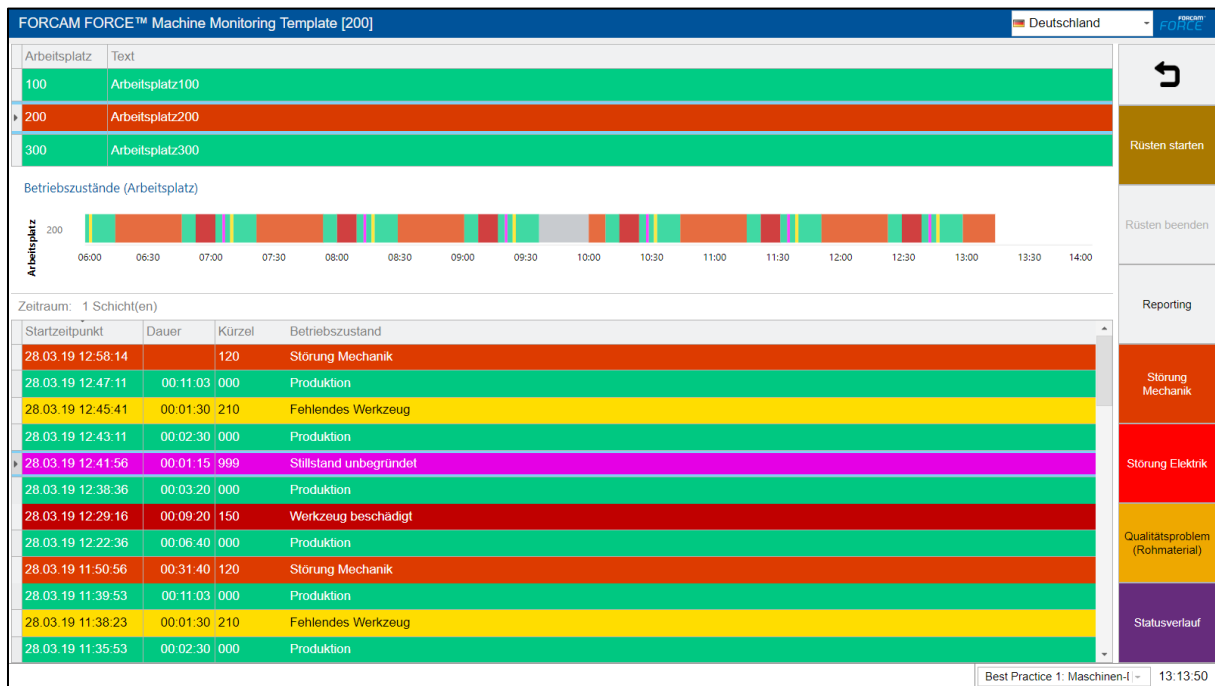 FORCAM FORCE™ Machine Monitoring Template [200]
Deutschland
FORCAM
FORCE
Arbeitsplatz Text
100 Arbeitsplatz100
200 Arbeitsplatz200
300 Arbeitsplatz300
Betriebszustände (Arbeitsplatz)
Arbeitsplatz
200
06:00 06:30 07:00 07:30 08:00 08:30 09:00 09:30 10:00 10:30 11:00 11:30 12:00 12:30 13:00 13:30 14:00
Zeitraum: 1 Schicht(en)
Startzeitpunkt Dauer Kürzel Betriebszustand
28.03.19 12:58:14 120 Störung Mechanik
28.03.19 12:47:11 00:11:03 000 Produktion
28.03.19 12:45:41 00:01:30 210 Fehlendes Werkzeug
28.03.19 12:43:11 00:02:30 000 Produktion
28.03.19 12:41:56 00:01:15 999 Stillstand unbegründet
28.03.19 12:38:36 00:03:20 000 Produktion
28.03.19 12:29:16 00:09:20 150 Werkzeug beschädigt
28.03.19 12:22:36 00:06:40 000 Produktion
28.03.19 11:50:56 00:31:40 120 Störung Mechanik
28.03.19 11:39:53 00:11:03 000 Produktion
28.03.19 11:38:23 00:01:30 210 Fehlendes Werkzeug
28.03.19 11:35:53 00:02:30 000 Produktion
Rüsten starten
Rüsten beenden
Reporting
Störung
Mechanik
Störung Elektrik
Qualitätsproblem
(Rohmaterial)
Statusverlauf
Best Practice 1: Maschinen-[ 13:13:50